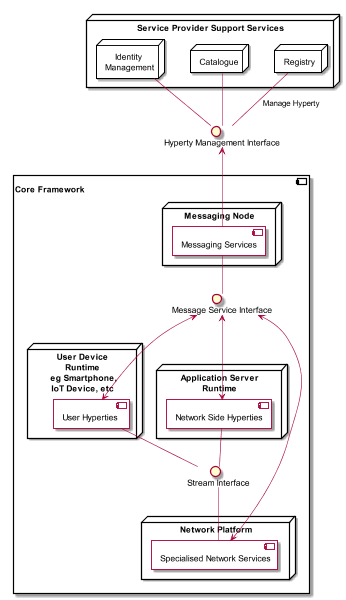 Service Provider Support Services
Identity
Management
Catalogue
Registry
Manage Hyperty
Hyperty Management Interface
Core Framework
Messaging Node
Messaging Services
Message Service Interface
User Device
Runtime
eg Smartphone,
IoT Device, etc
User Hyperties
Application Server
Runtime
Network Side Hyperties
Stream Interface
Network Platform
Specialised Network Services